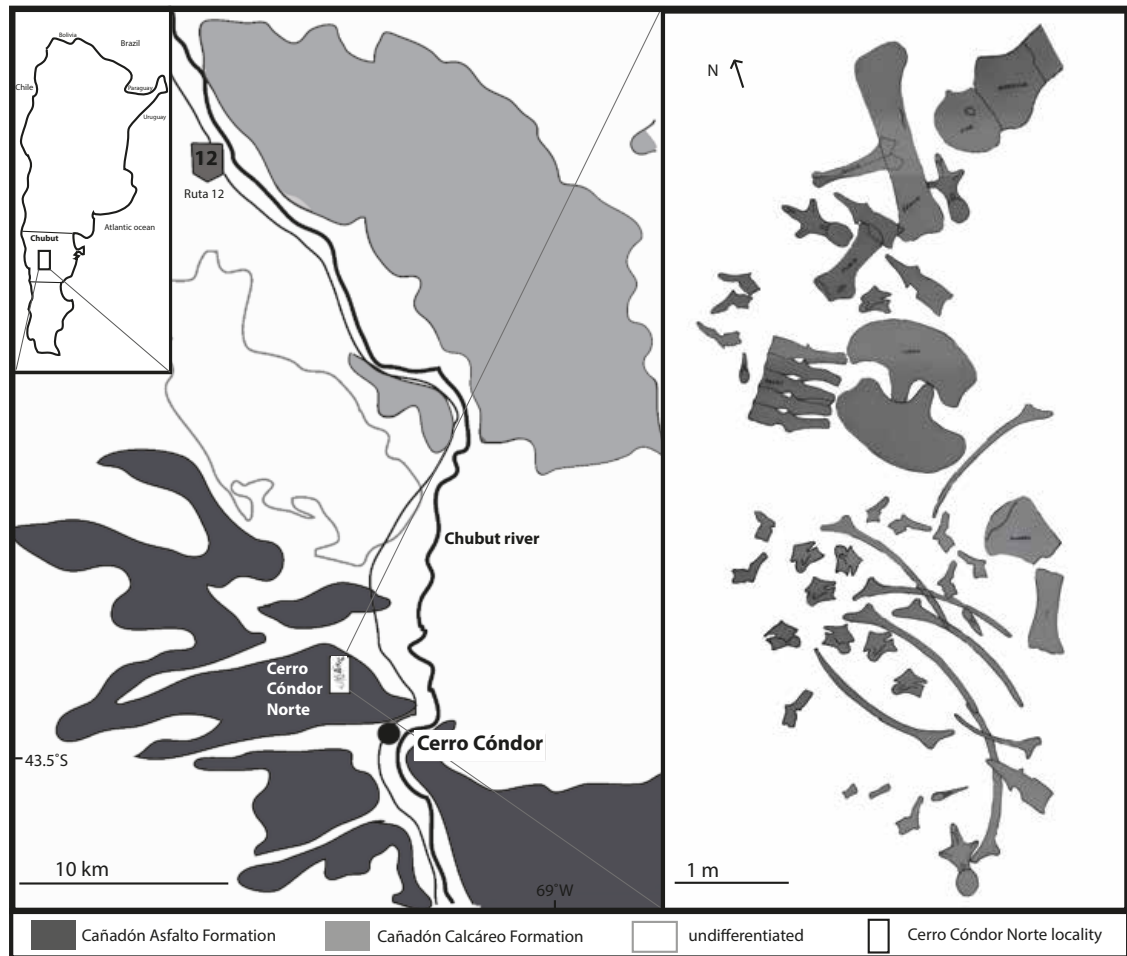 Bolivia
Brazil
Chile
Paraguay
Uruguay
Atlantic ocean
Chubut
12
Ruta 12
Chubut river
Cerro
Cóndor
Norte
Cerro Cóndor
43.5°S
10 km
69°W
N
1 m
Cañadón Asfalto Formation
Cañadón Calcáreo Formation
undifferentiated
Cerro Cóndor Norte locality